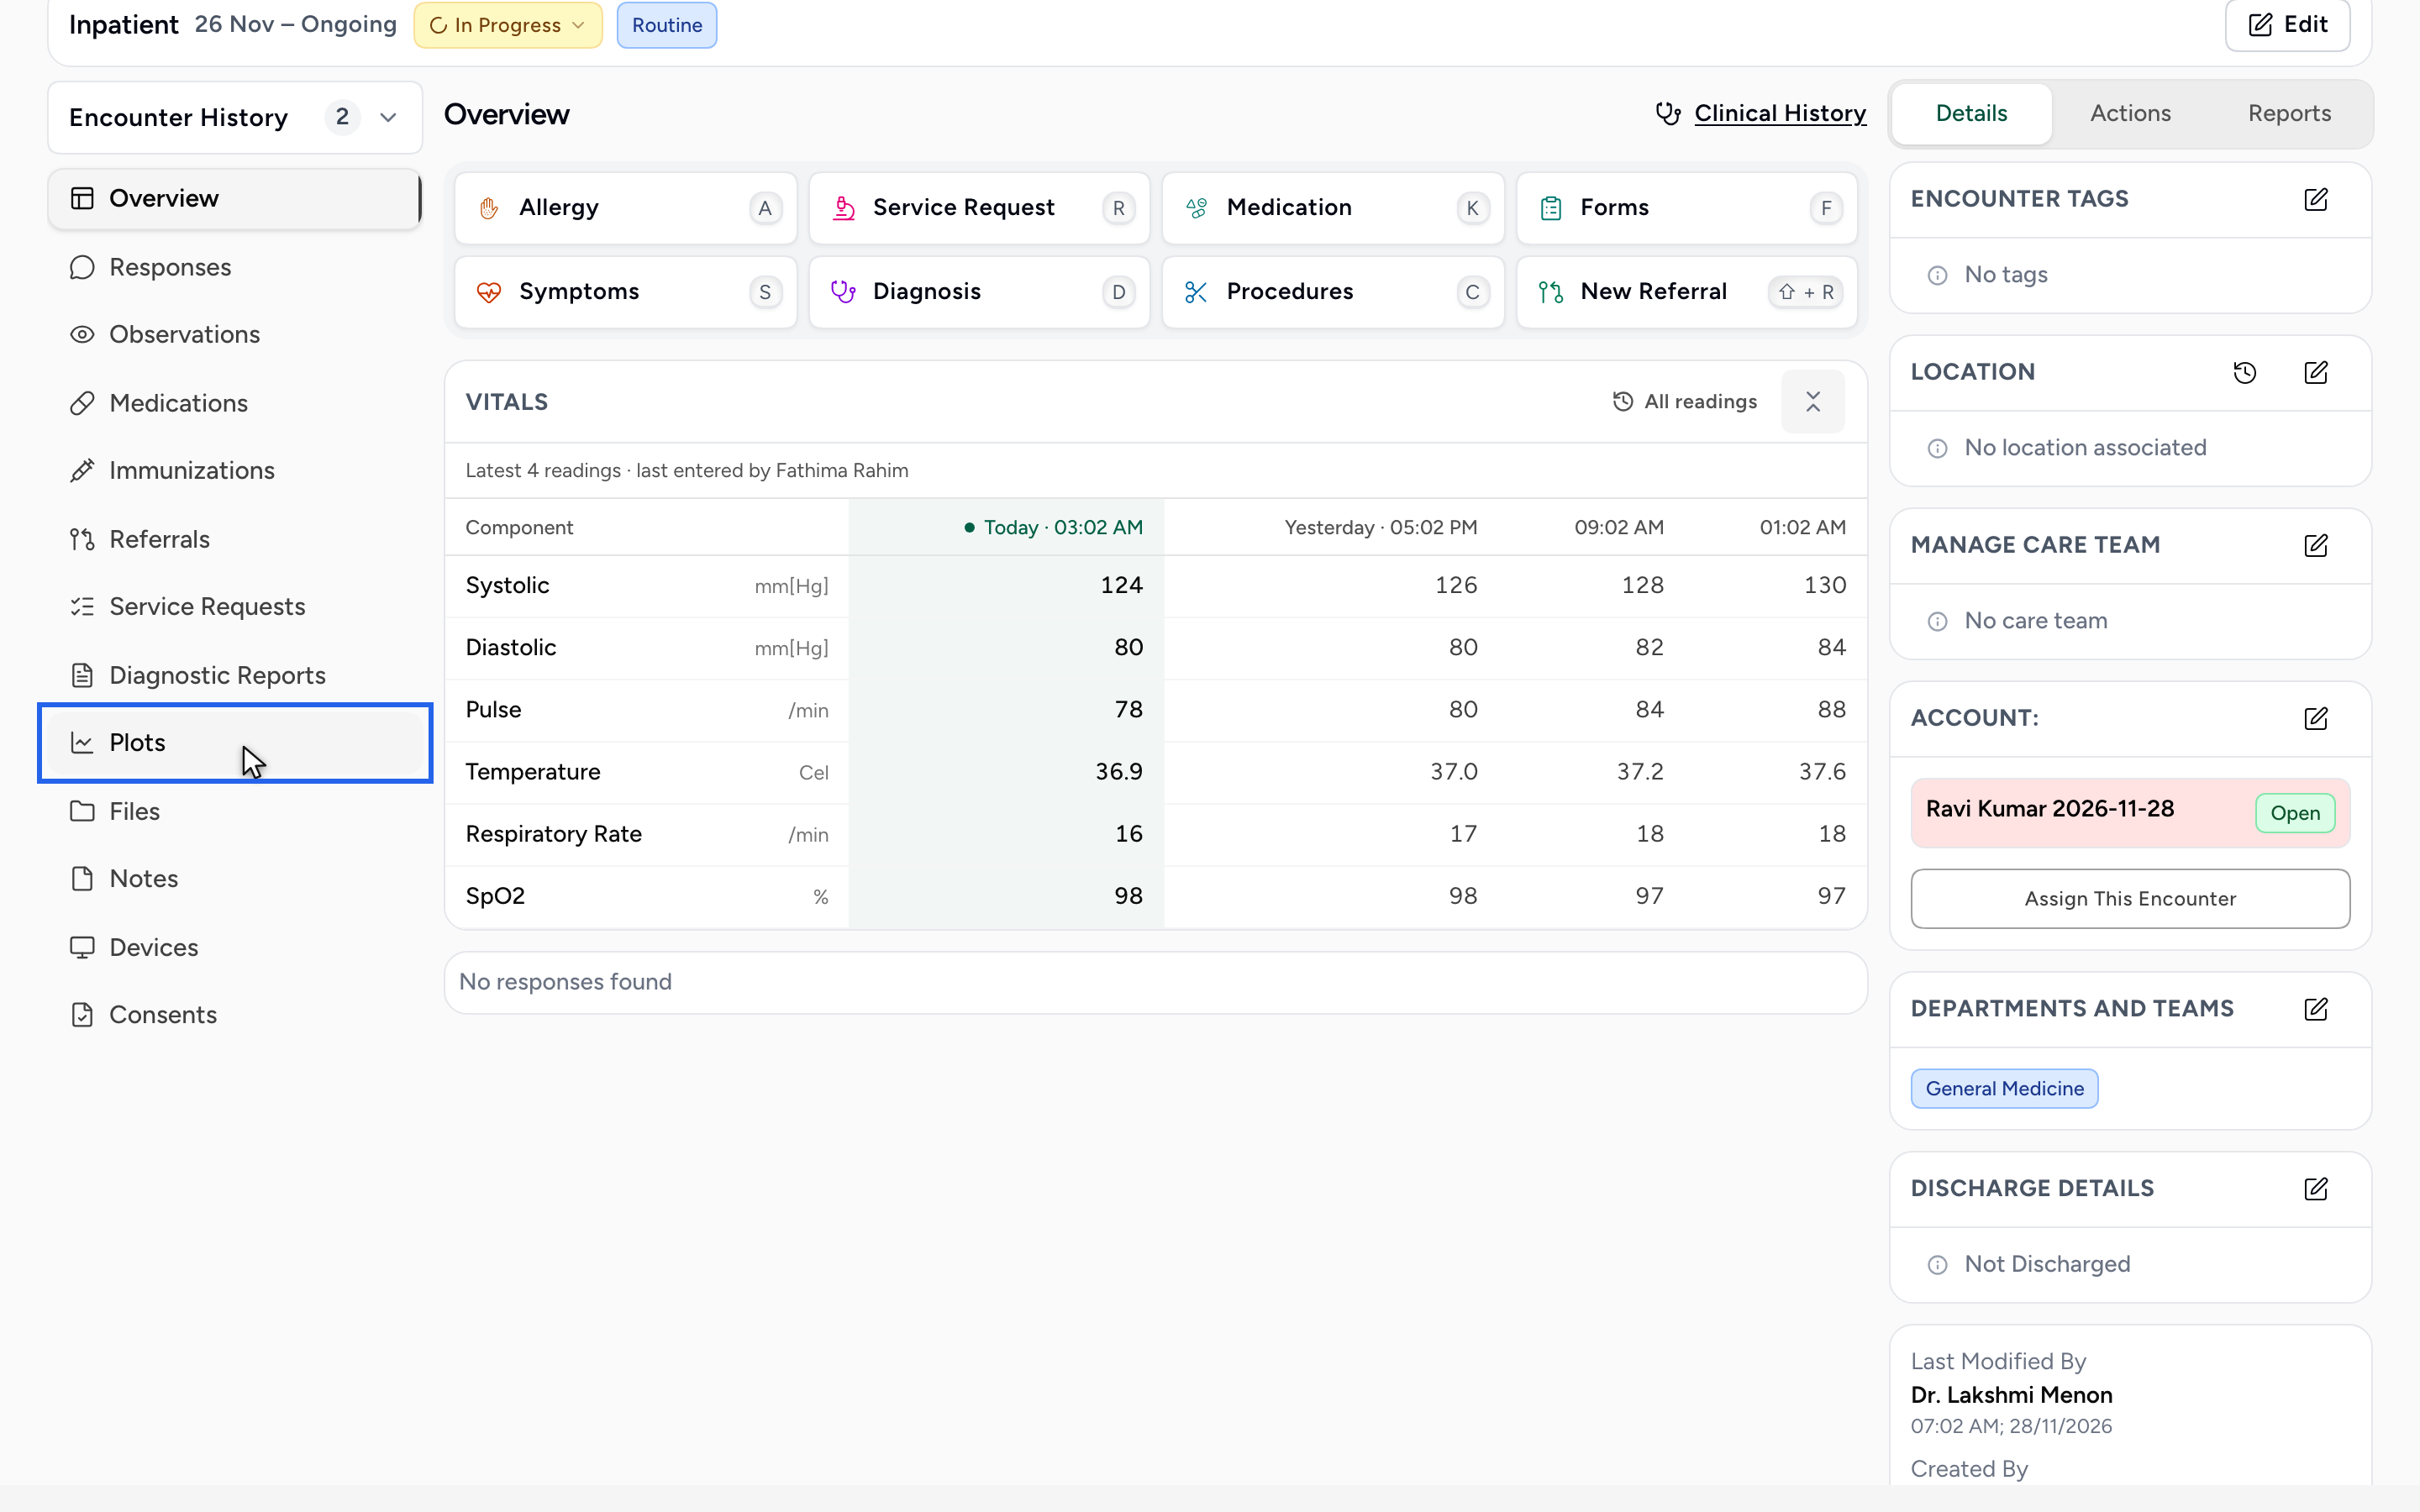 Inpatient 26 Nov – Ongoing In Progress Routine Edit
Encounter History 2
Overview
Responses
Observations
Medications
Immunizations
Referrals
Service Requests
Diagnostic Reports
Plots
Files
Notes
Devices
Consents
Overview Clinical History
Allergy A Service Request R Medication K Forms F
Symptoms S Diagnosis D Procedures C New Referral ⇧ + R
VITALS All readings
Latest 4 readings · last entered by Fathima Rahim
Component Today · 03:02 AM Yesterday · 05:02 PM 09:02 AM 01:02 AM
Systolic mm[Hg] 124 126 128 130
Diastolic mm[Hg] 80 80 82 84
Pulse /min 78 80 84 88
Temperature Cel 36.9 37.0 37.2 37.6
Respiratory Rate /min 16 17 18 18
SpO2 % 98 98 97 97
No responses found
Details Actions Reports
ENCOUNTER TAGS
No tags
LOCATION
No location associated
MANAGE CARE TEAM
No care team
ACCOUNT:
Ravi Kumar 2026-11-28 Open
Assign This Encounter
DEPARTMENTS AND TEAMS
General Medicine
DISCHARGE DETAILS
Not Discharged
Last Modified By
Dr. Lakshmi Menon
07:02 AM; 28/11/2026
Created By